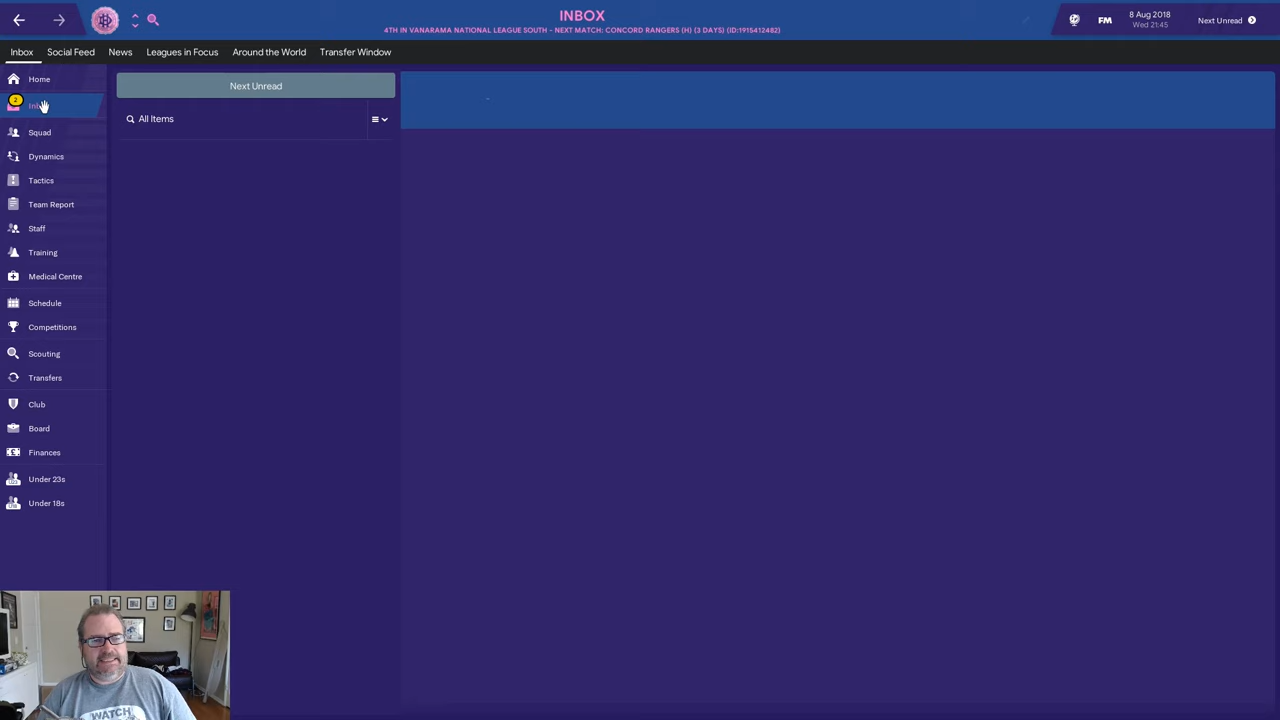 INBOX
4TH IN VANARAMA NATIONAL LEAGUE SOUTH - NEXT MATCH: CONCORD RANGERS (H) (3 DAYS) (ID:1915412482)
FM
8 Aug 2018
Wed 21:45
Next Unread
Inbox
Social Feed
News
Leagues in Focus
Around the World
Transfer Window
Home
2
Squad
Dynamics
Tactics
Team Report
Staff
Training
Medical Centre
Schedule
Competitions
Scouting
Transfers
Club
Board
Finances
Under 23s
Under 18s
Next Unread
All Items
WATCH